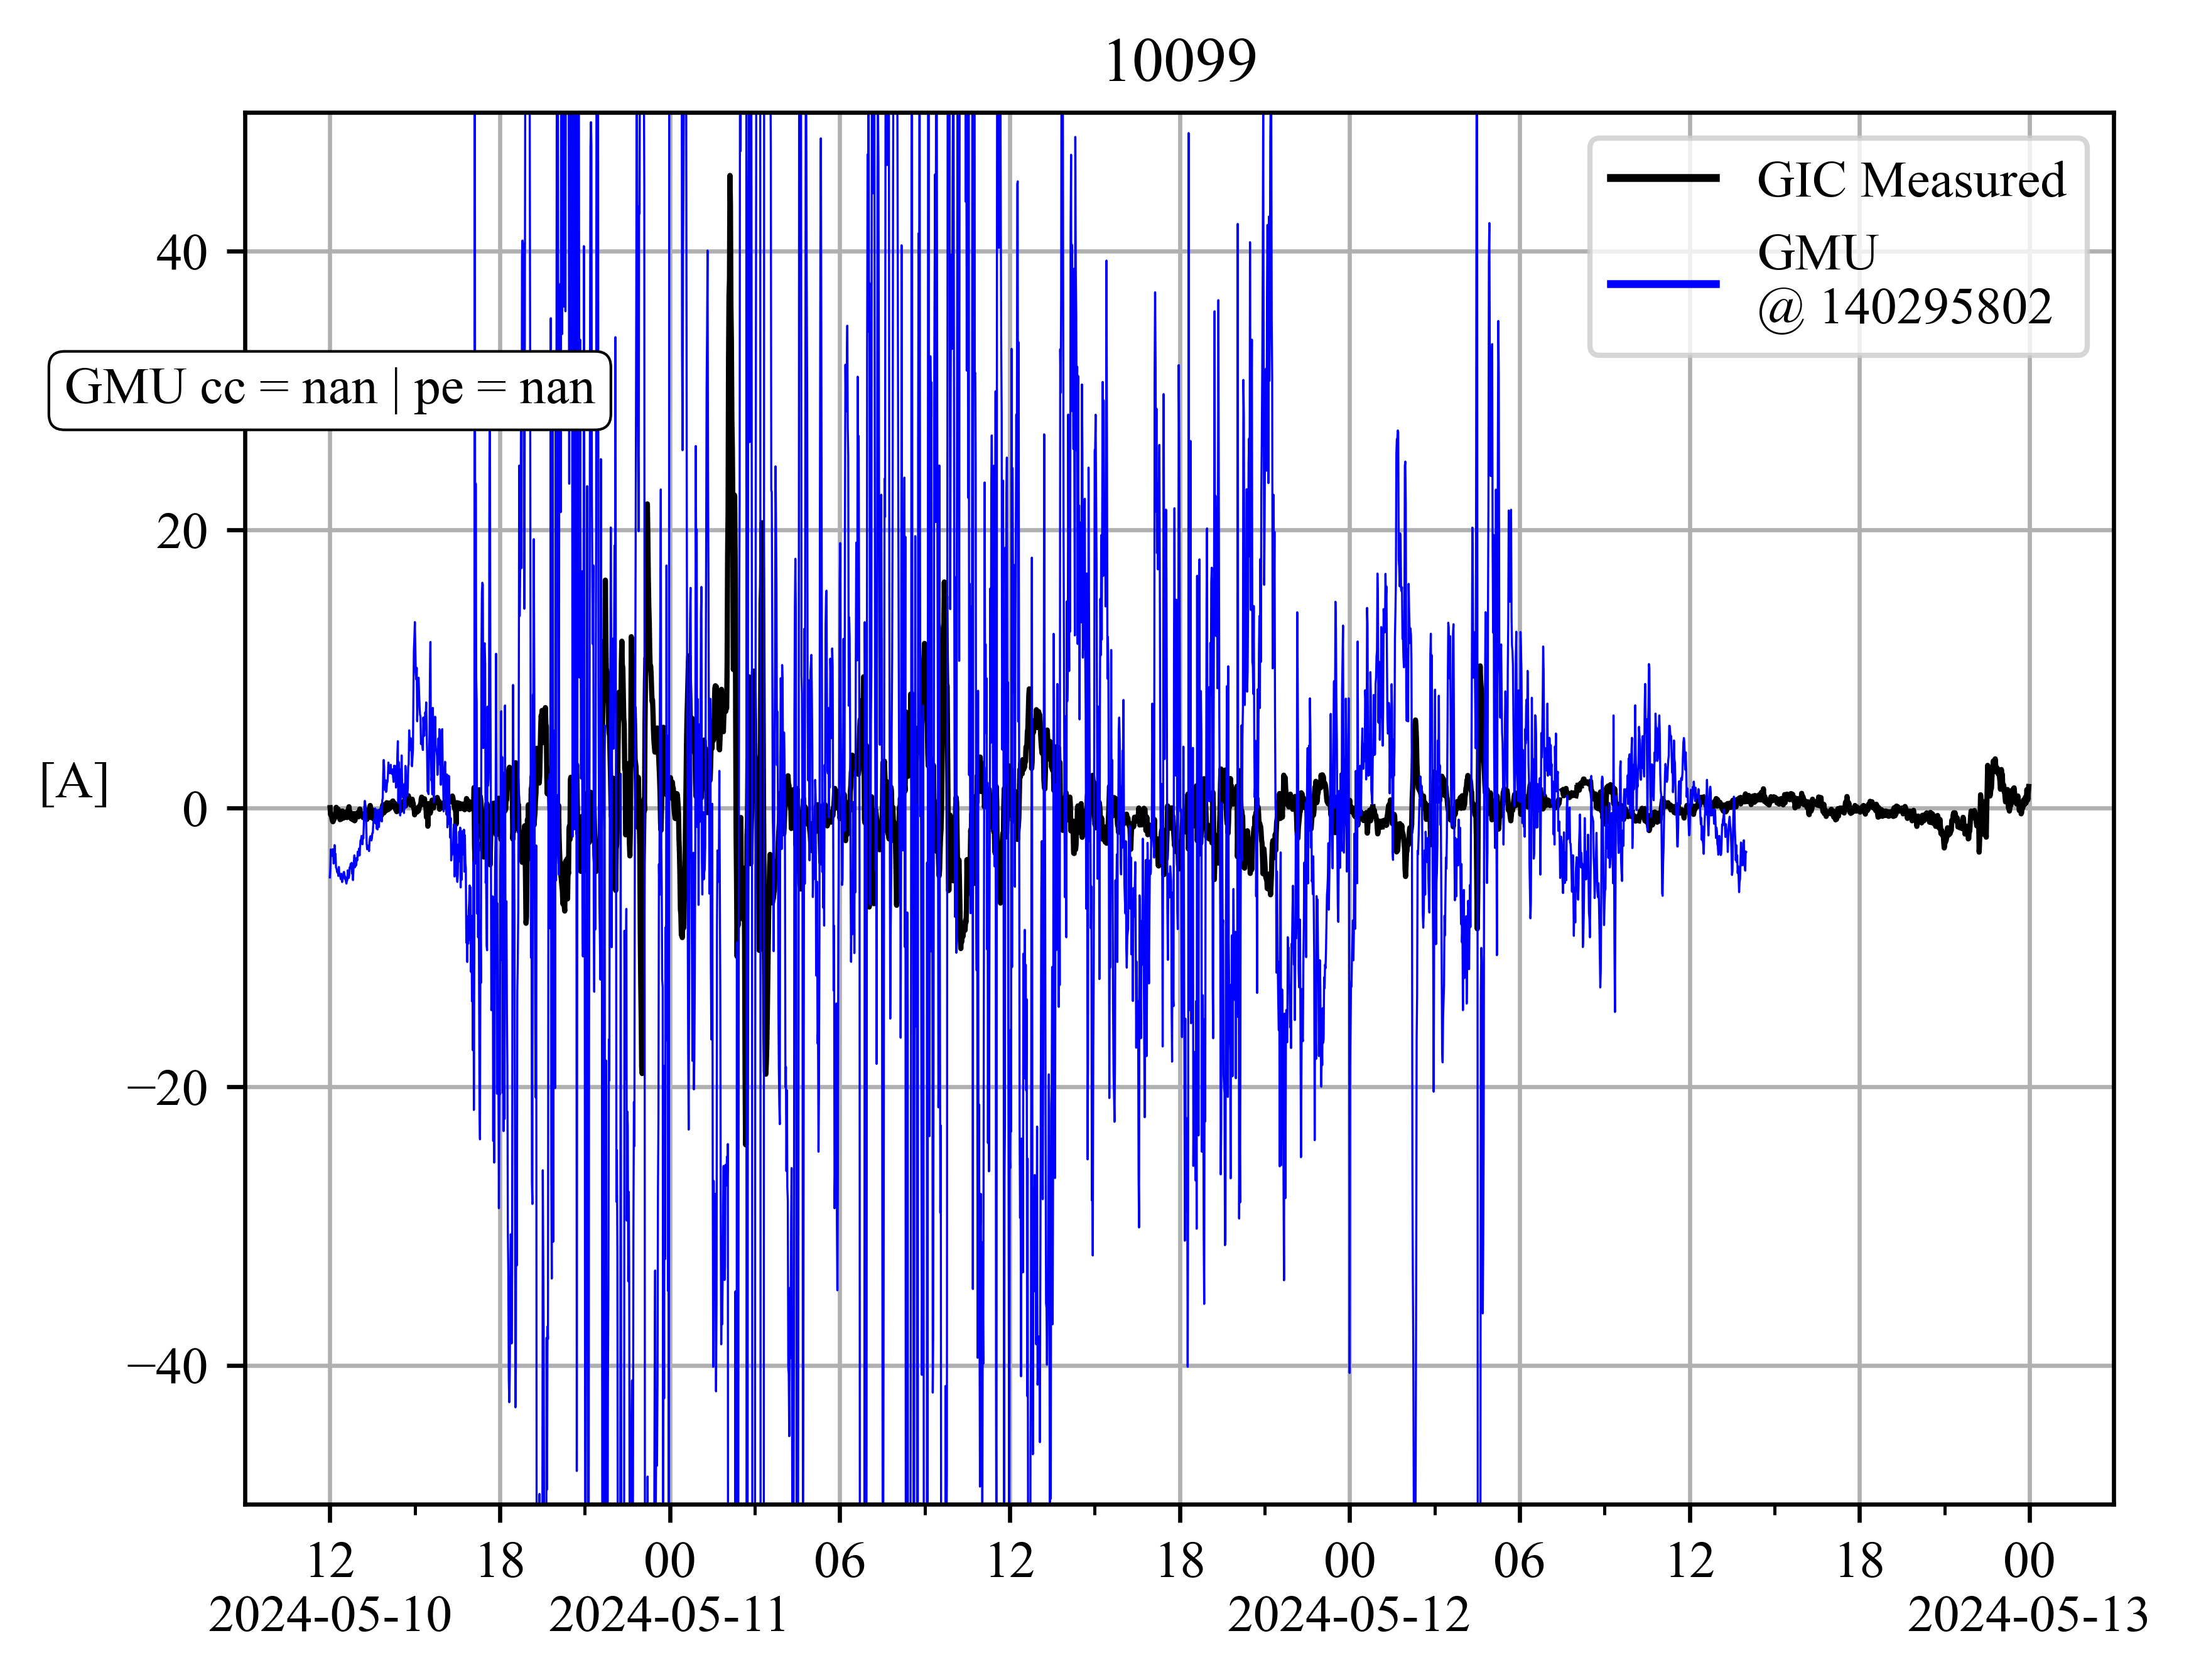 10099
GIC Measured
GMU
@ 140295802
GMU cc = nan | pe = nan
[A]
40
20
0
−20
−40
12 18 00 06 12 18 00 06 12 18 00
2024-05-10 2024-05-11 2024-05-12 2024-05-13